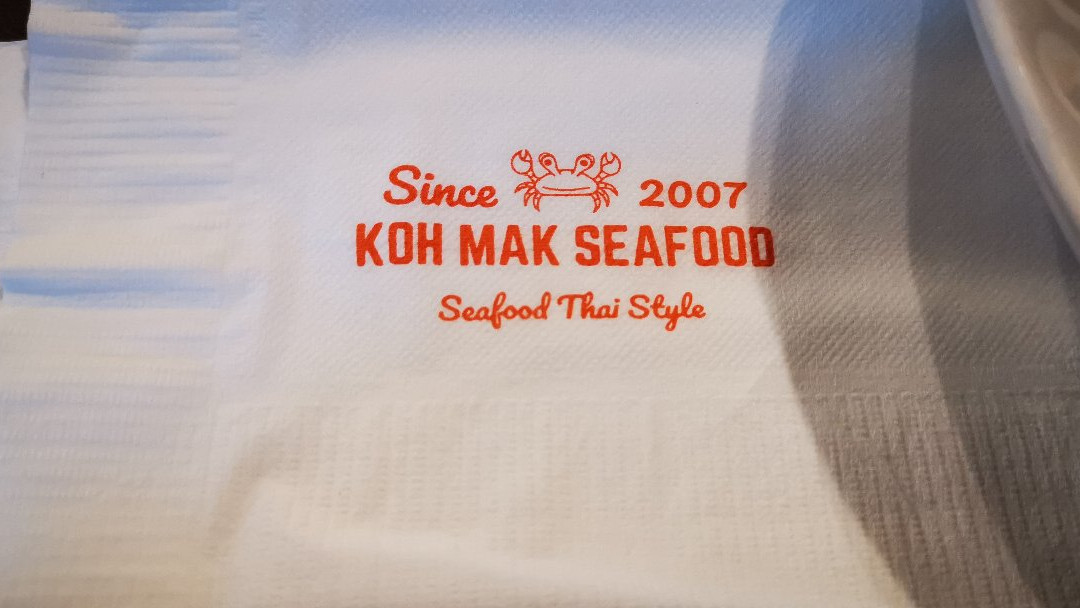 Since 2007
KOH MAK SEAFOOD
Seafood Thai Style